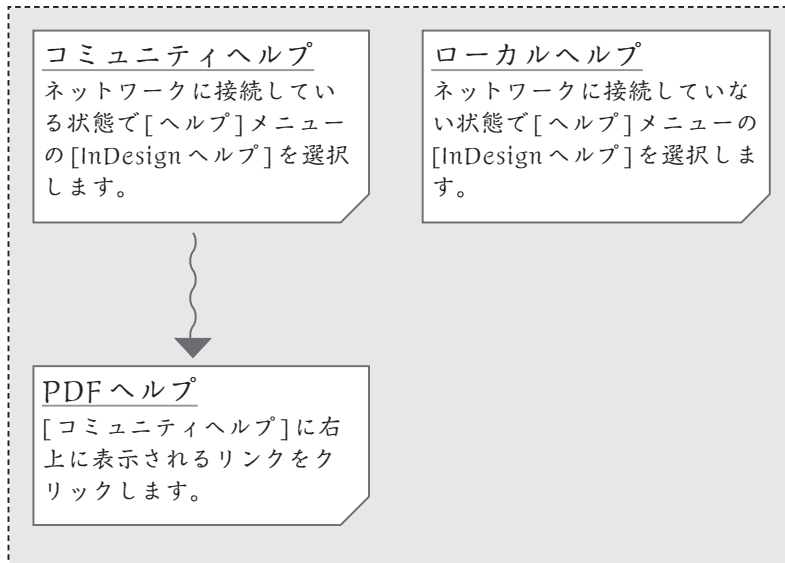 コミュニティヘルプ
ネットワークに接続してい
る状態で[ヘルプ]メニュー
の[InDesignヘルプ]を選択
します。
ローカルヘルプ
ネットワークに接続していな
い状態で[ヘルプ]メニューの
[InDesignヘルプ]を選択しま
す。
PDFヘルプ
[コミュニティヘルプ]に右
上に表示されるリンクをク
リックします。